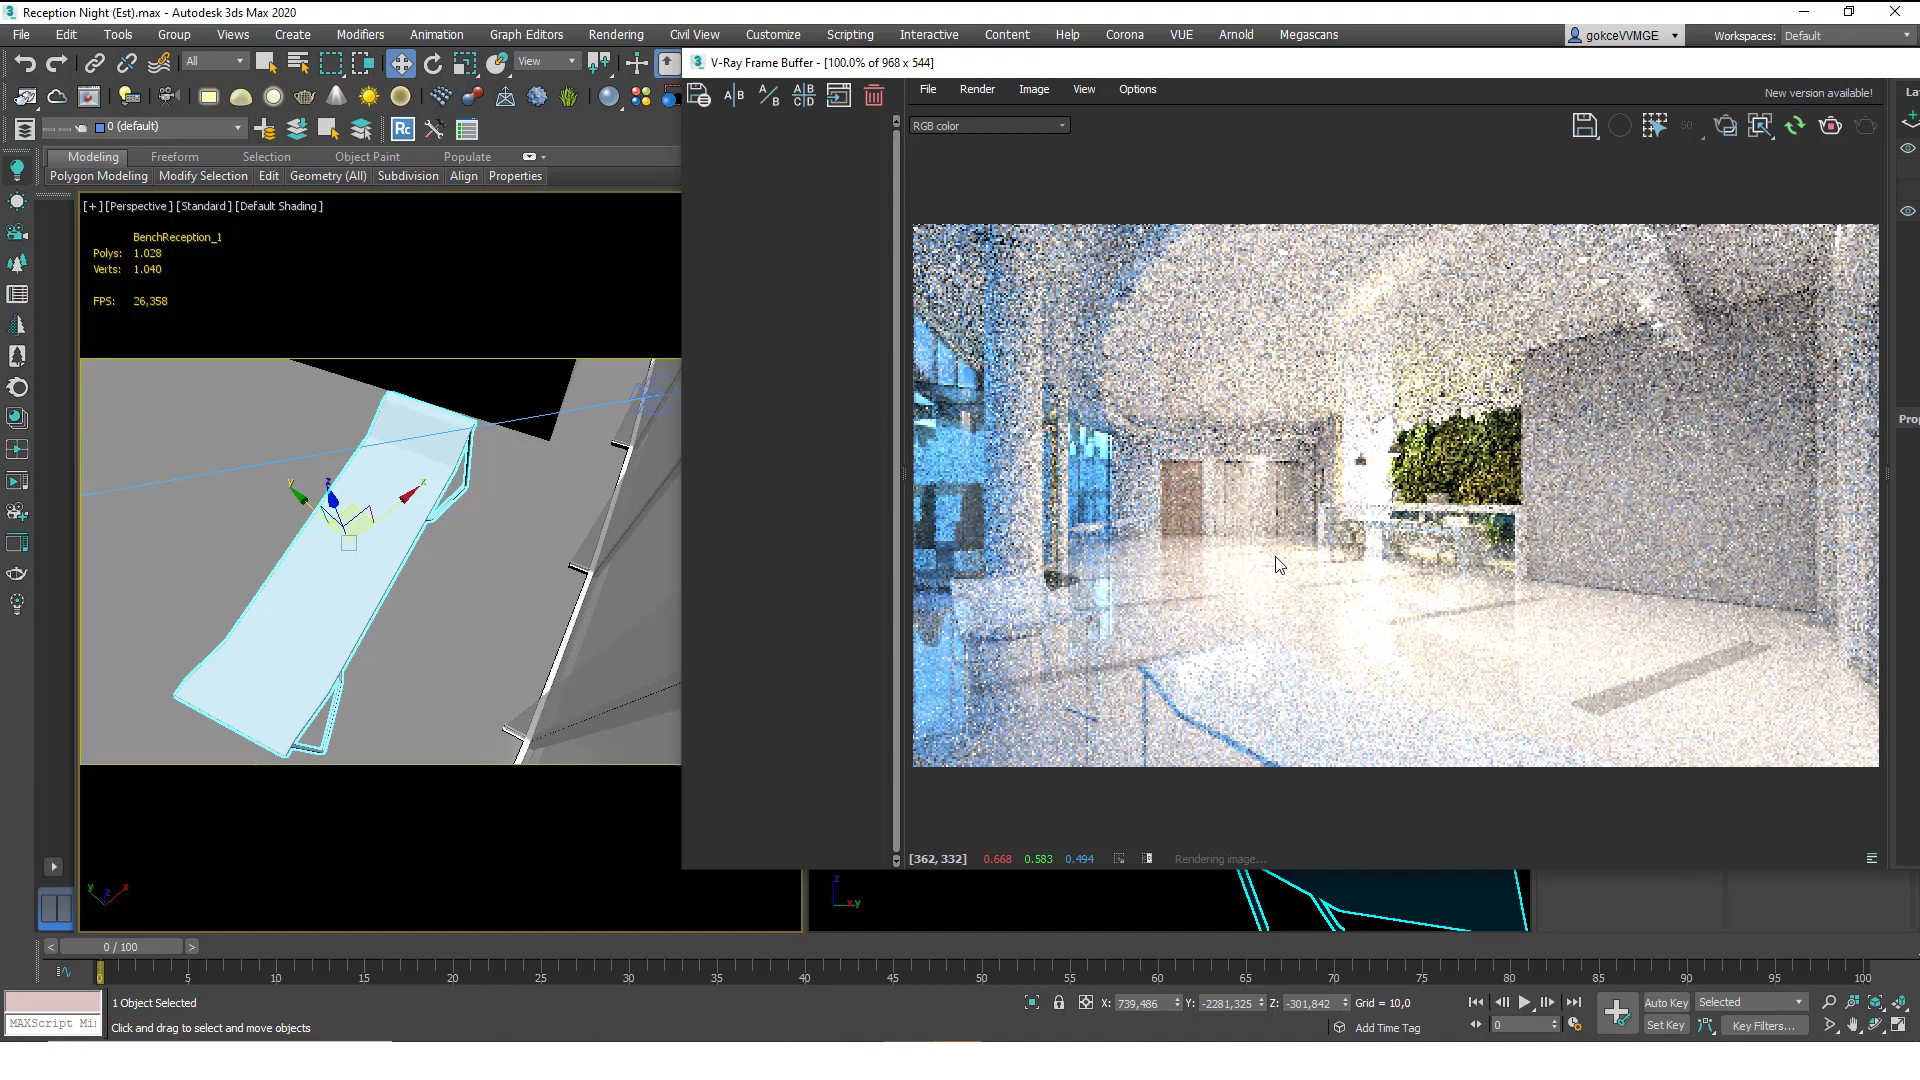 Reception Night (Est).max - Autodesk 3ds Max 2020
File Edit Tools Group Views Create Modifiers Animation Graph Editors Rendering Civil View Customize Scripting Interactive Content Help Corona VUE Arnold Megascans
gokceVVMGE Workspaces: Default
All View
V-Ray Frame Buffer - [100.0% of 968 x 544]
File Render Image View Options
New version available!
RGB color
0 (default)
Rc
Modeling Freeform Selection Object Paint Populate
Polygon Modeling Modify Selection Edit Geometry (All) Subdivision Align Properties
[+] [Perspective ] [Standard ] [Default Shading ]
BenchReception_1
Polys: 1.028
Verts: 1.040
FPS: 26,358
y z x
[362, 332] 0.668 0.583 0.494 Rendering image...
y z x
z x y
< 0 / 100 >
0 5 10 15 20 25 30 35 40 45 50 55 60 65 70 75 80 85 90 95 100
1 Object Selected
X: 739,486 Y: -2281,325 Z: -301,842 Grid = 10,0
Auto Key Selected
MAXScript Mi
Click and drag to select and move objects
Add Time Tag
0
Set Key Key Filters...